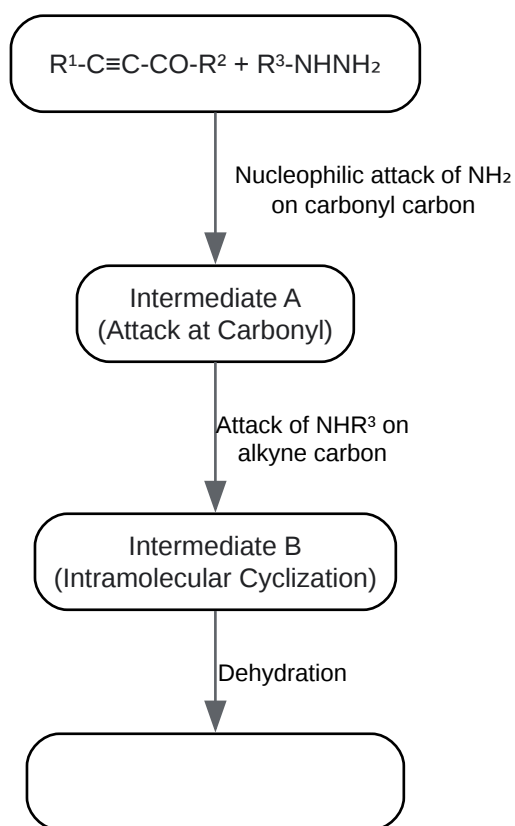 R¹-C≡C-CO-R² + R³-NHNH₂
Nucleophilic attack of NH₂
on carbonyl carbon
Intermediate A
(Attack at Carbonyl)
Attack of NHR³ on
alkyne carbon
Intermediate B
(Intramolecular Cyclization)
Dehydration